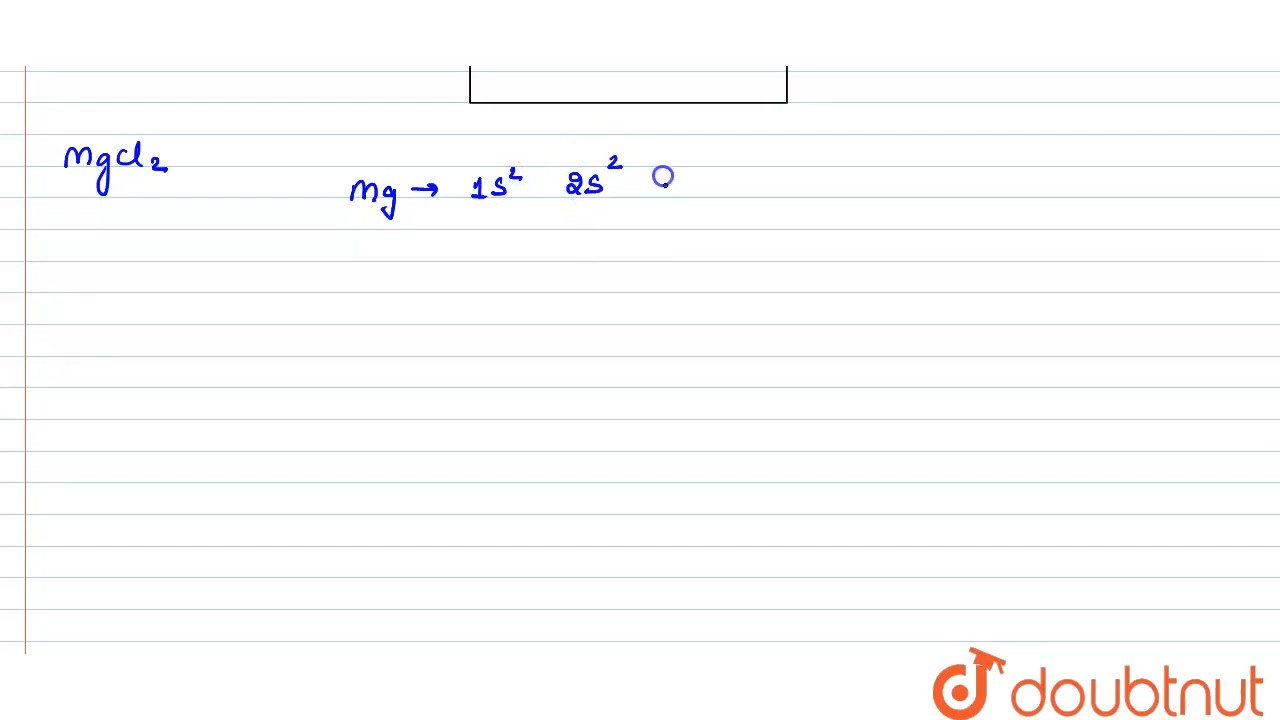 MgCl₂
Mg → 1s² 2s²
doubtnut